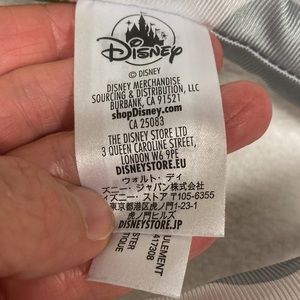 Disney
© DISNEY
DISNEY MERCHANDISE
SOURCING & DISTRIBUTION, LLC
BURBANK, CA 91521
shopDisney.com
CA 25083
THE DISNEY STORE LTD
3 QUEEN CAROLINE STREET,
LONDON W6 9PE
DISNEYSTORE.EU
ウォルト・ディ
ズニー・ジャパン株式会社
ディズニー ストア 〒105-6355
東京都港区虎ノ門1-23-1
虎ノ門ヒルズ
DISNEYSTORE.JP
ULEMENT
417308